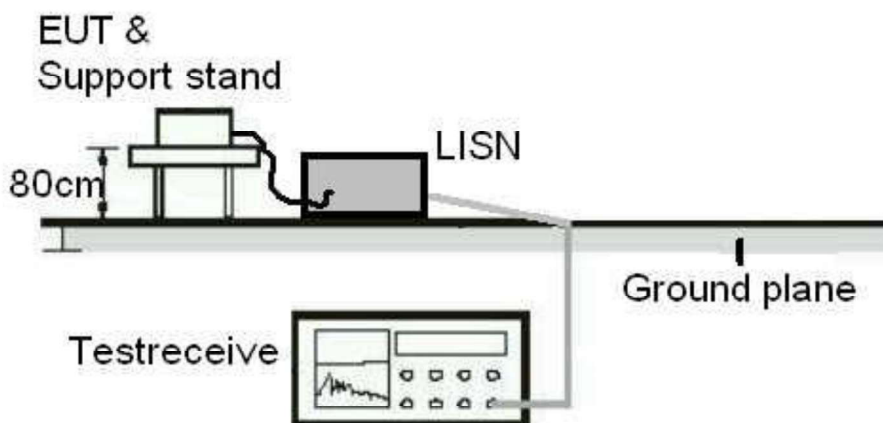 EUT &
Support stand
LISN
80cm
Ground plane
Testreceive